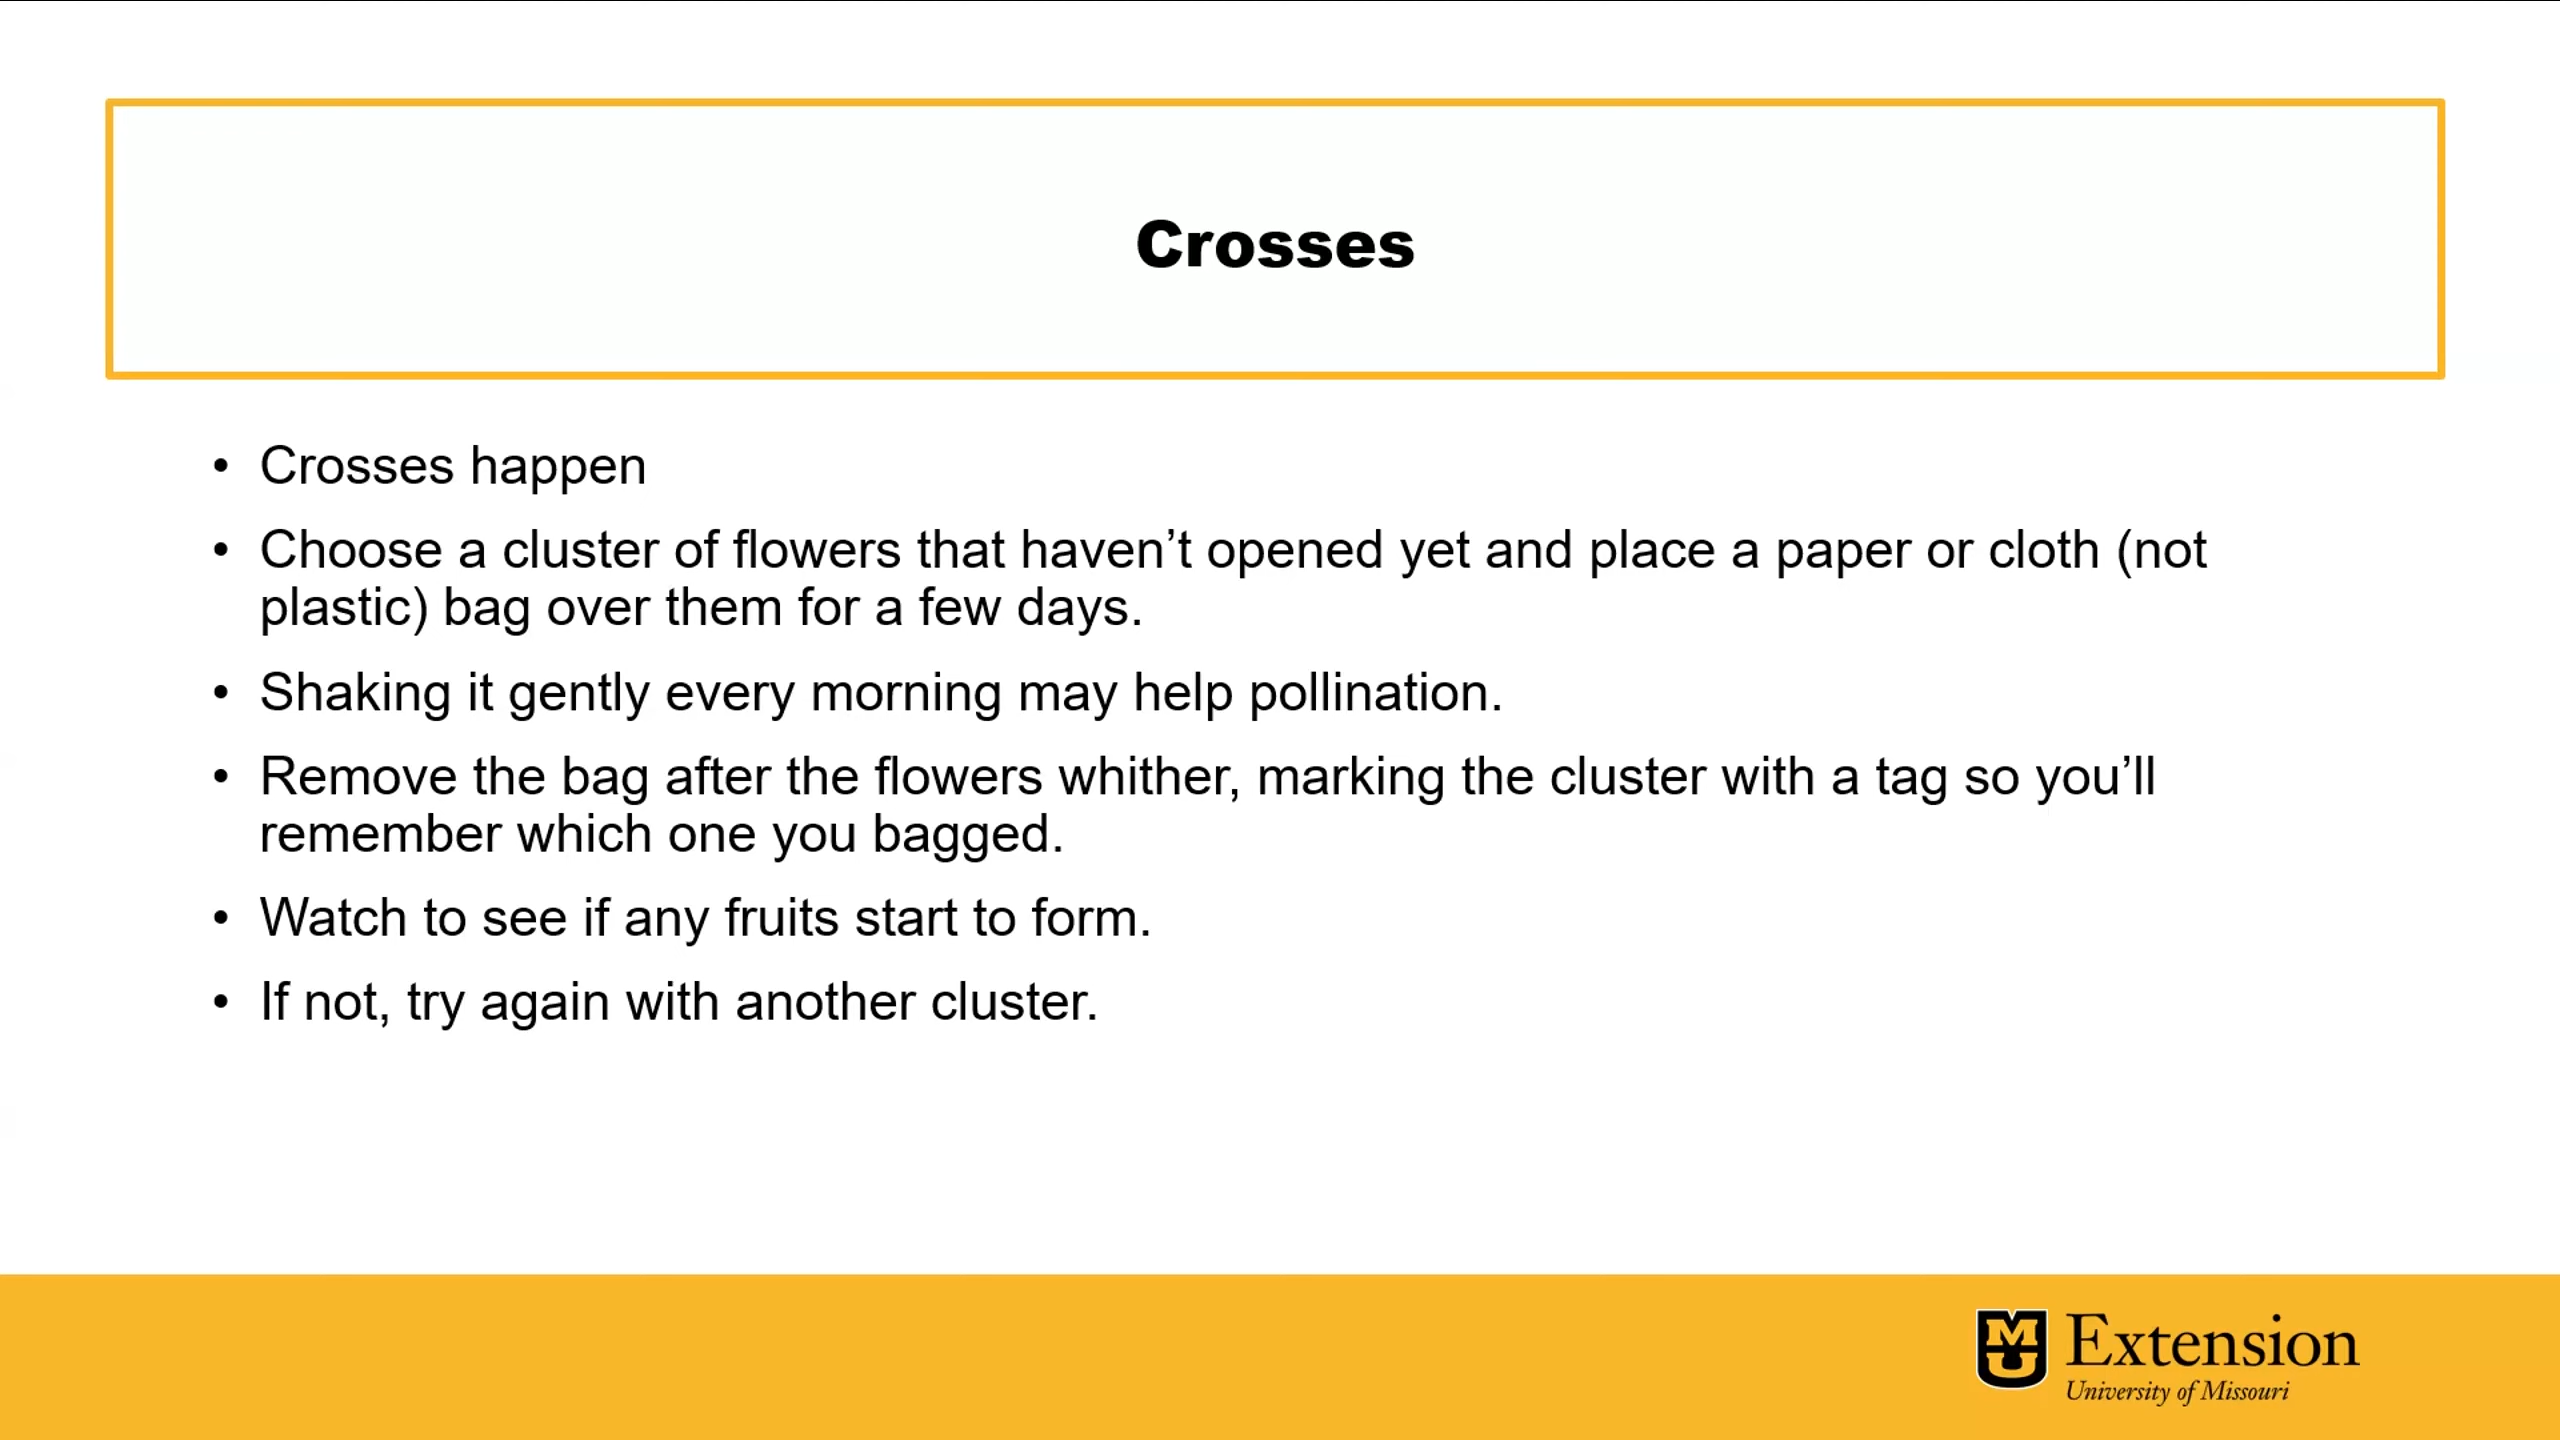 Crosses
• Crosses happen
• Choose a cluster of flowers that haven’t opened yet and place a paper or cloth (not
plastic) bag over them for a few days.
• Shaking it gently every morning may help pollination.
• Remove the bag after the flowers whither, marking the cluster with a tag so you’ll
remember which one you bagged.
• Watch to see if any fruits start to form.
• If not, try again with another cluster.
MU Extension
University of Missouri